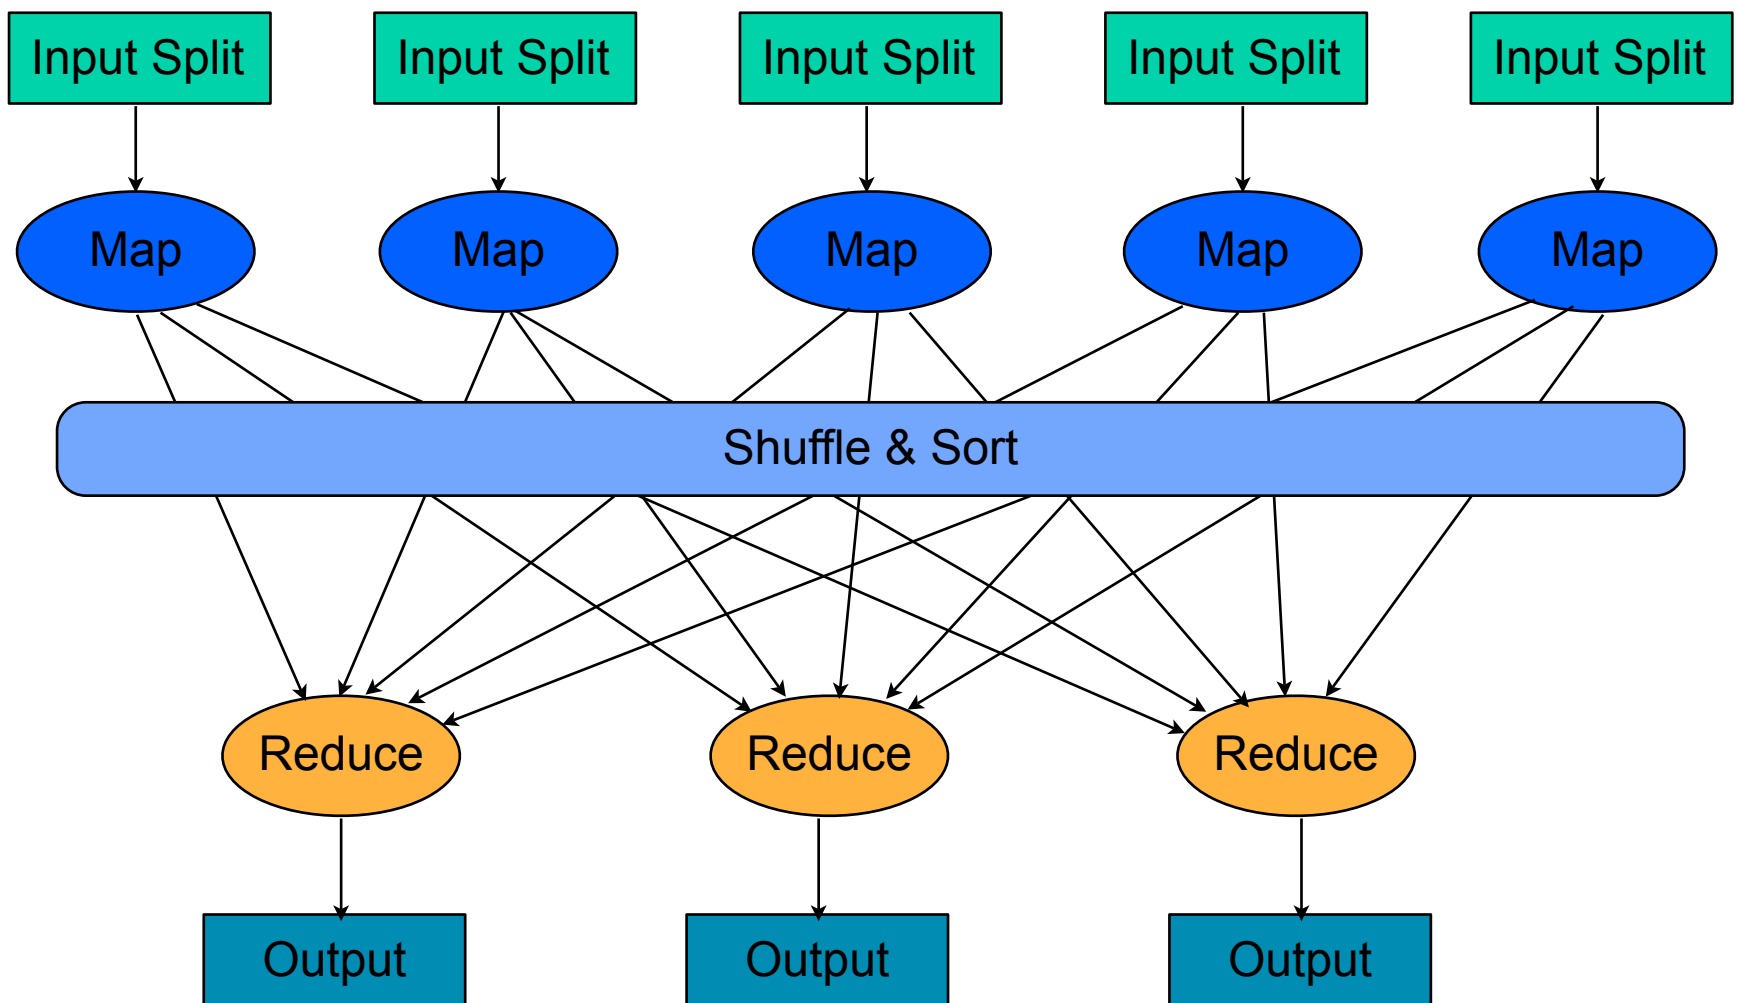 Input Split
Input Split
Input Split
Input Split
Input Split
Map
Map
Map
Map
Map
Shuffle & Sort
Reduce
Reduce
Reduce
Output
Output
Output